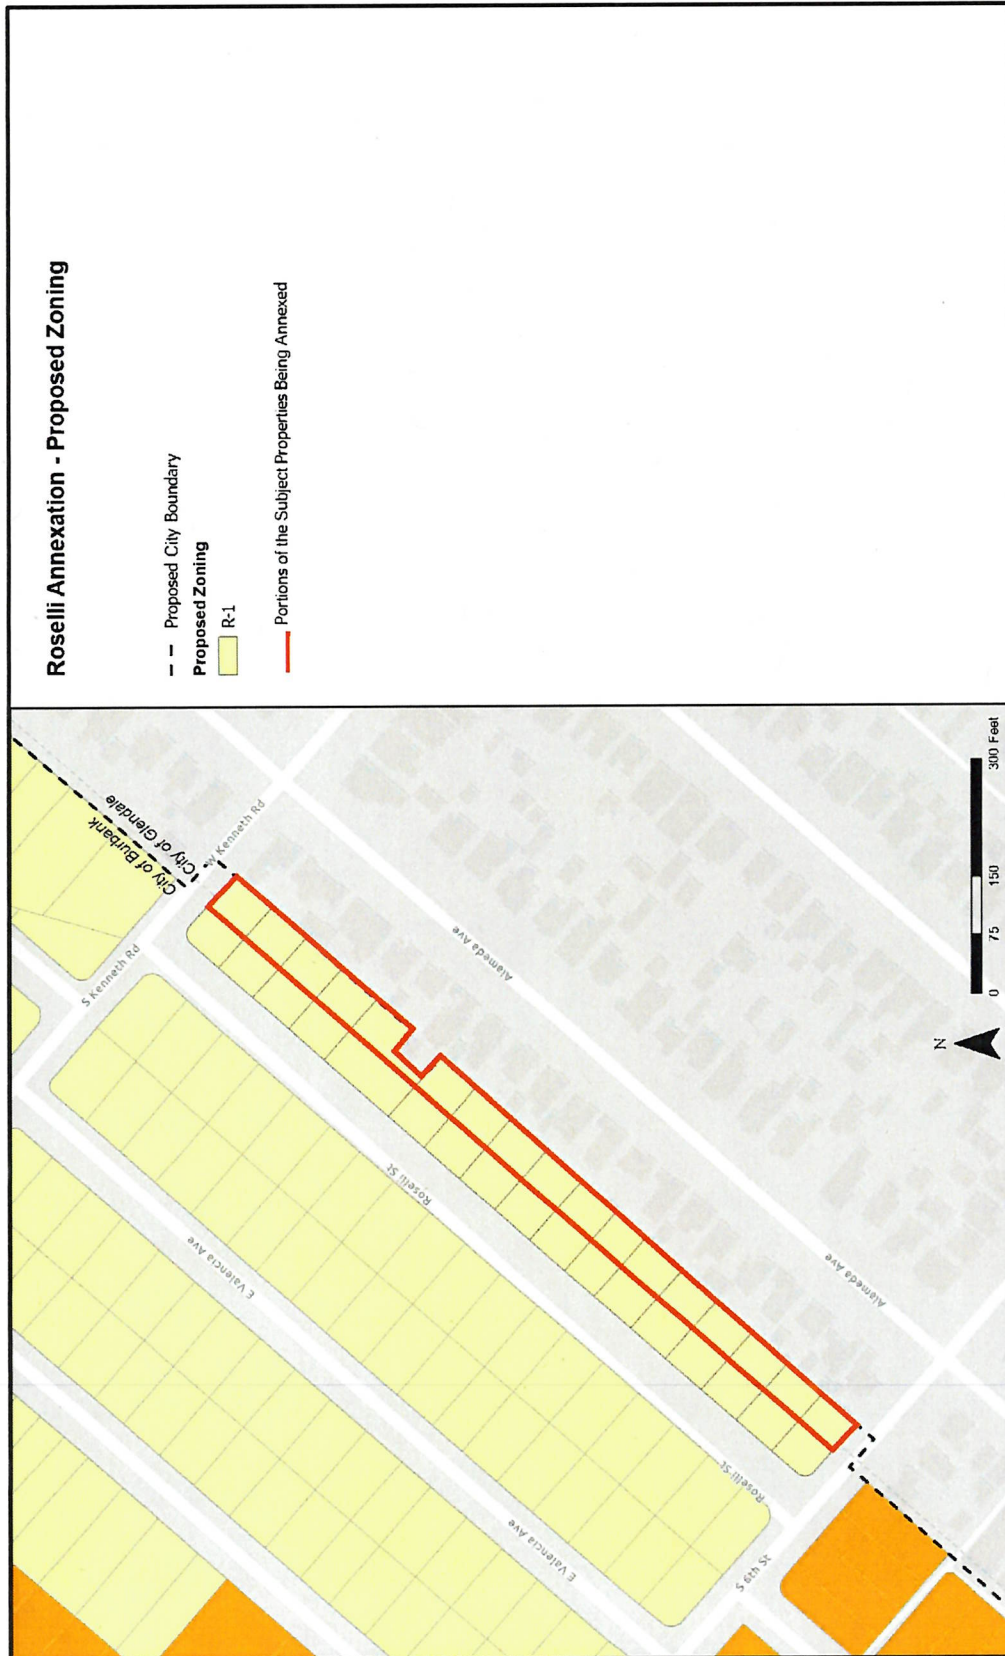 Roselli Annexation - Proposed Zoning
Proposed City Boundary
Proposed Zoning
R-1
Portions of the Subject Properties Being Annexed
City of Burbank
City of Glendale
W Kenneth Rd
S Kenneth Rd
Alameda Ave
Roselli St
E Valencia Ave
Alameda Ave
Roselli St
E Valencia Ave
S 6th St
N
0 75 150 300 Feet